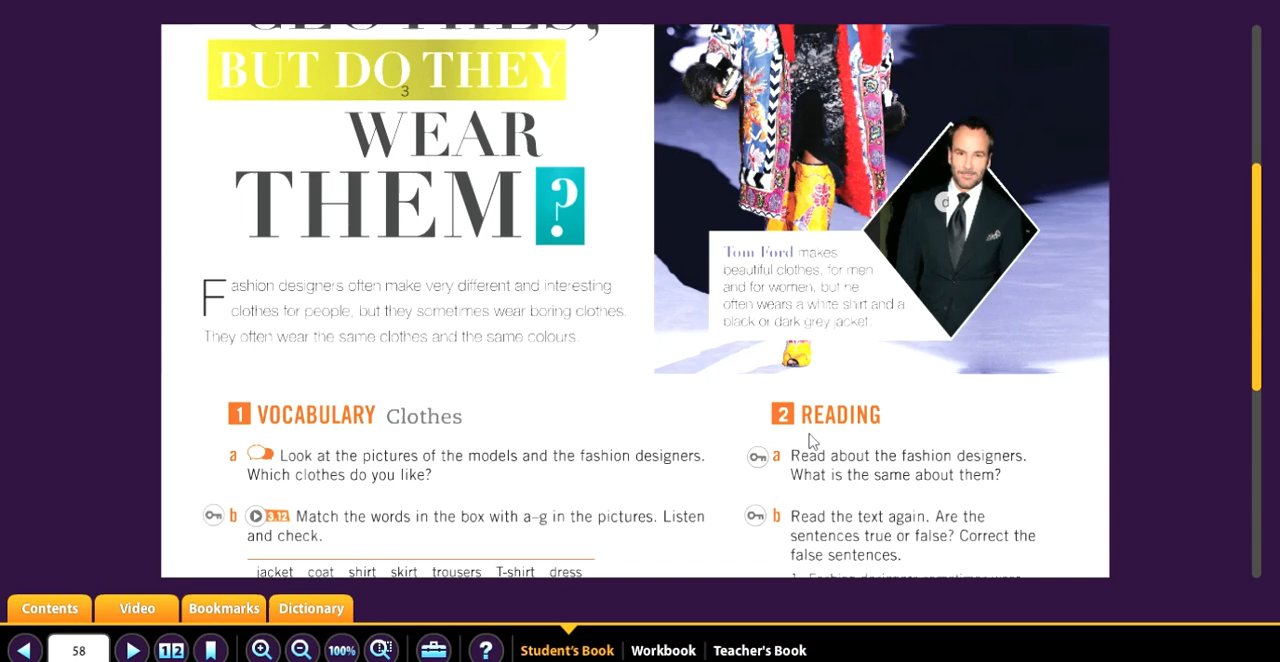 BUT DO THEY
3
WEAR
THEM?
Fashion designers often make very different and interesting
clothes for people, but they sometimes wear boring clothes.
They often wear the same clothes and the same colours.
d
Tom Ford makes
beautiful clothes, for men
and for women, but he
often wears a white shirt and a
black or dark grey jacket.
1 VOCABULARY Clothes
a Look at the pictures of the models and the fashion designers.
Which clothes do you like?
b 3.12 Match the words in the box with a–g in the pictures. Listen
and check.
jacket coat shirt skirt trousers T-shirt dress
2 READING
a Read about the fashion designers.
What is the same about them?
b Read the text again. Are the
sentences true or false? Correct the
false sentences.
1 Fashion designers sometimes wear
Contents Video Bookmarks Dictionary
58 12 100% ? Student's Book Workbook Teacher's Book